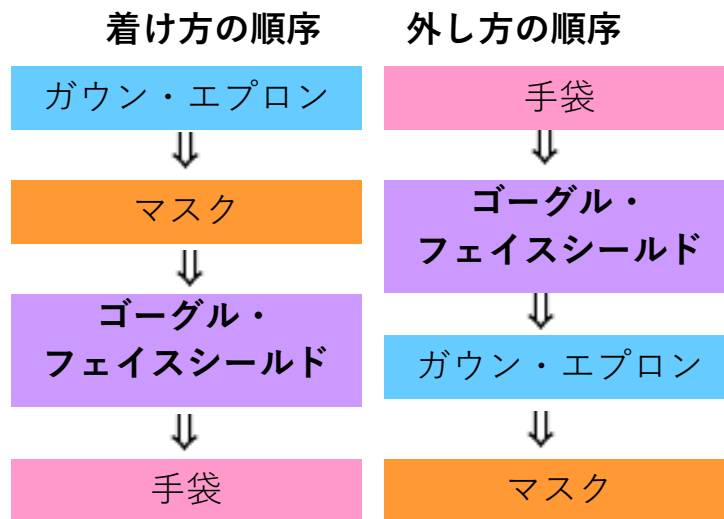 着け方の順序
ガウン・エプロン
⇓
マスク
⇓
ゴーグル・
フェイスシールド
⇓
手袋
外し方の順序
手袋
⇓
ゴーグル・
フェイスシールド
⇓
ガウン・エプロン
⇓
マスク